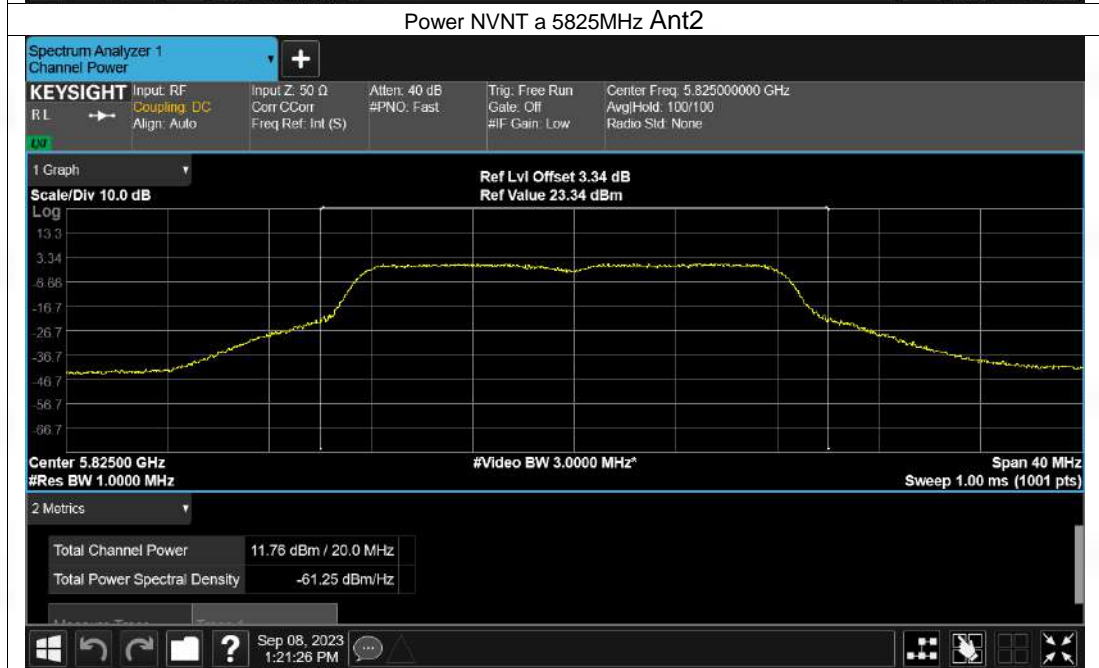 Power NVNT a 5825MHz Ant2
Spectrum Analyzer 1
Channel Power
+
KEYSIGHT
RL
LXI
Input: RF
Coupling: DC
Align: Auto
Input Z: 50 Ω
Corr CCorr
Freq Ref: Int (S)
Atten: 40 dB
#PNO: Fast
Trig: Free Run
Gate: Off
#IF Gain: Low
Center Freq: 5.825000000 GHz
Avg|Hold: 100/100
Radio Std: None
1 Graph
Scale/Div 10.0 dB
Ref Lvl Offset 3.34 dB
Ref Value 23.34 dBm
Log
13.3
3.34
-6.66
-16.7
-26.7
-36.7
-46.7
-56.7
-66.7
Center 5.82500 GHz
#Res BW 1.0000 MHz
#Video BW 3.0000 MHz*
Span 40 MHz
Sweep 1.00 ms (1001 pts)
2 Metrics
Total Channel Power 11.76 dBm / 20.0 MHz
Total Power Spectral Density -61.25 dBm/Hz
?
Sep 08, 2023
1:21:26 PM